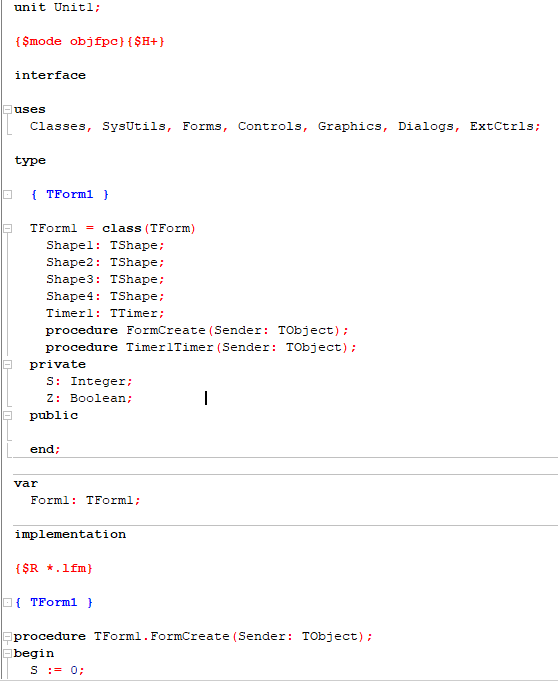 unit Unit1;
{$mode objfpc}{$H+}
interface
uses
Classes, SysUtils, Forms, Controls, Graphics, Dialogs, ExtCtrls;
type
{ TForm1 }
TForm1 = class(TForm)
Shape1: TShape;
Shape2: TShape;
Shape3: TShape;
Shape4: TShape;
Timer1: TTimer;
procedure FormCreate(Sender: TObject);
procedure Timer1Timer(Sender: TObject);
private
S: Integer;
Z: Boolean;
public
end;
var
Form1: TForm1;
implementation
{$R *.lfm}
{ TForm1 }
procedure TForm1.FormCreate(Sender: TObject);
begin
S := 0;